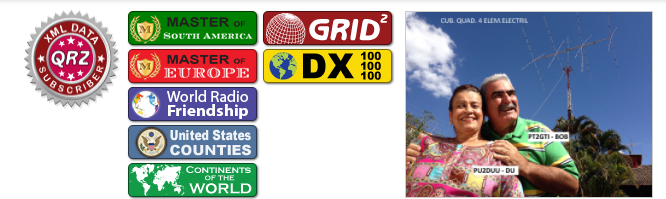 XML DATA
QRZ
SUBSCRIBER
MASTER OF
SOUTH AMERICA
MASTER OF
EUROPE
World Radio
Friendship
United States
COUNTIES
CONTINENTS
OF THE
WORLD
GRID²
DX 100
100
100
CUB. QUAD. 4 ELEM.ELECTRIL
PT2GTI - BOB
PU2DUU - DU